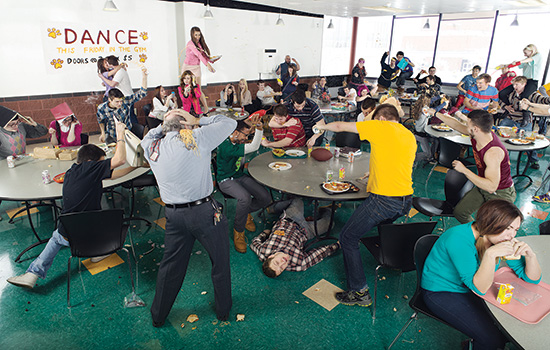 DANCE
THIS FRIDAY IN THE GYM
DOORS @